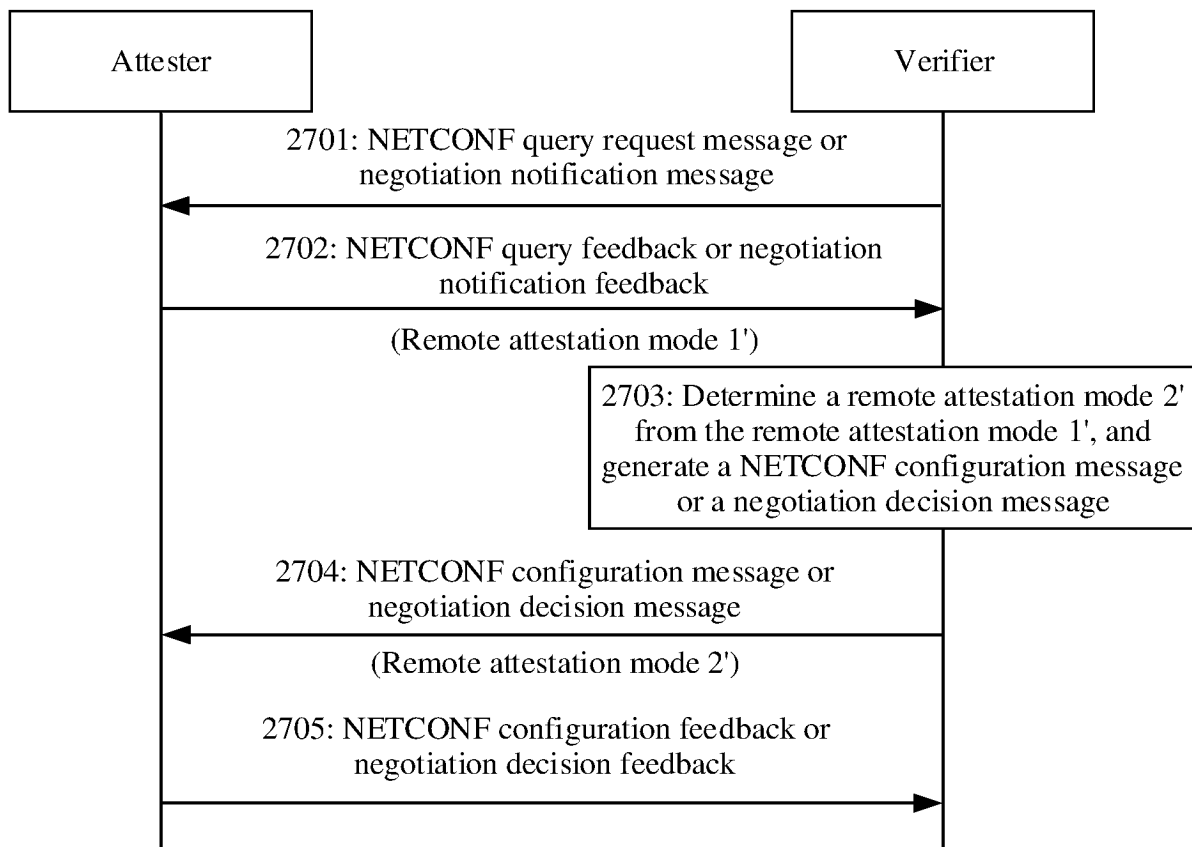 Attester
Verifier
2701: NETCONF query request message or
negotiation notification message
2702: NETCONF query feedback or negotiation
notification feedback
(Remote attestation mode 1')
2703: Determine a remote attestation mode 2'
from the remote attestation mode 1', and
generate a NETCONF configuration message
or a negotiation decision message
2704: NETCONF configuration message or
negotiation decision message
(Remote attestation mode 2')
2705: NETCONF configuration feedback or
negotiation decision feedback